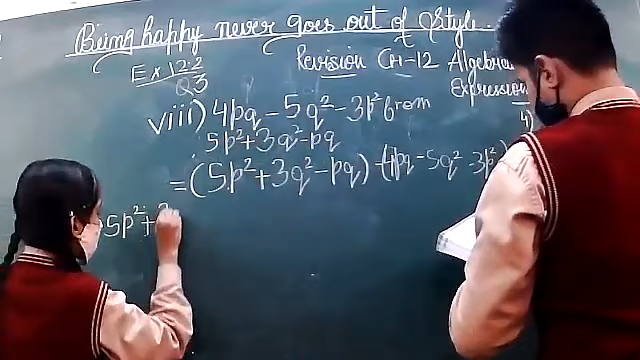 Being happy never goes out of Style.
Ex 12.2
Q3
Revision CH-12 Algebraic
Expression
viii) 4pq - 5q² - 3p² from
5p² + 3q² - pq
4)
= (5p² + 3q² - pq) - (4pq - 5q² - 3p²)
5p² +